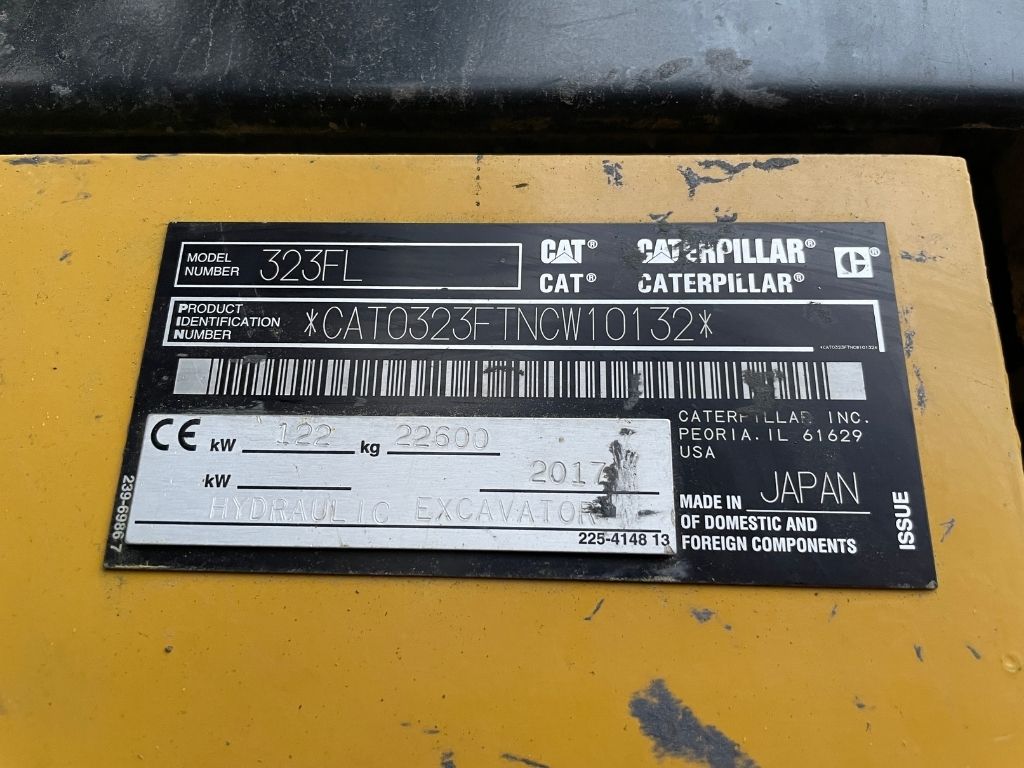 MODEL NUMBER 323FL
CAT® CATERPILLAR®
CAT® CATERPILLAR®
PRODUCT
IDENTIFICATION
NUMBER
*CAT0323FTNCW10132*
*CAT0323FTNCW10132*
CE kW 122 kg 22600
kW 2017
HYDRAULIC EXCAVATOR
225-4148 13
239-6986 7
CATERPILLAR INC.
PEORIA. IL 61629
USA
MADE IN JAPAN
OF DOMESTIC AND
FOREIGN COMPONENTS
ISSUE